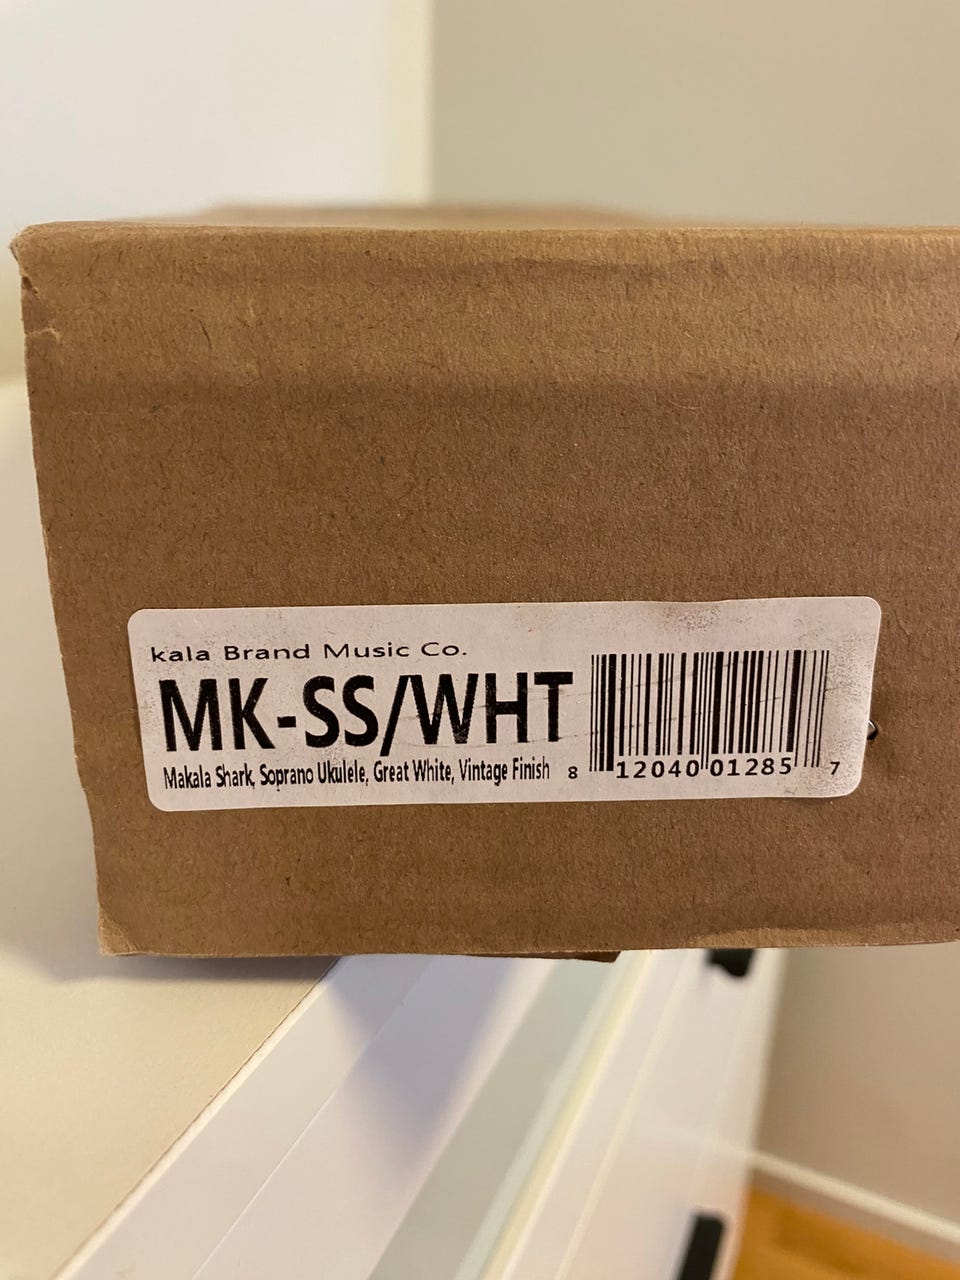 kala Brand Music Co.
MK-SS/WHT
Makala Shark, Soprano Ukulele, Great White, Vintage Finish
8 12040 01285 7